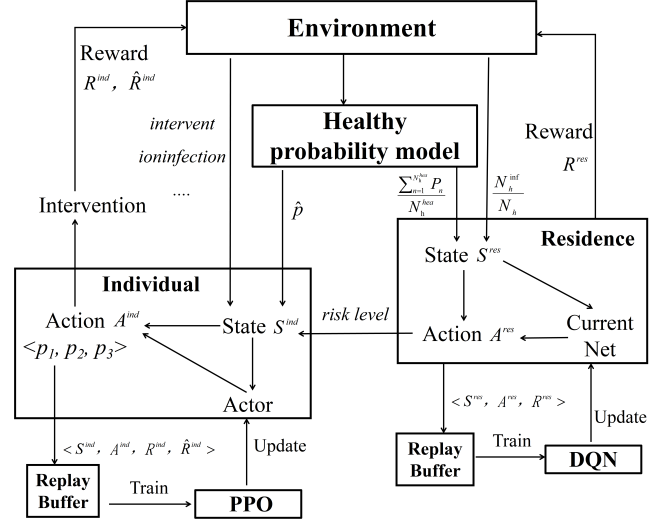 Environment
Reward
R^ind, R̂^ind
intervent
ioninfection
....
Healthy
probability model
Reward
R^res
Intervention
p̂
∑_{n=1}^{N_h^{hea}} P_n / N_h^{hea}
N_h^{inf} / N_h
Residence
State S^res
Individual
Action A^ind
<p1, p2, p3>
State S^ind
risk level
Action A^res
Current
Net
Actor
< S^ind, A^ind, R^ind, R̂^ind >
Update
< S^res, A^res, R^res >
Update
Replay
Buffer
Train
DQN
Replay
Buffer
Train
PPO